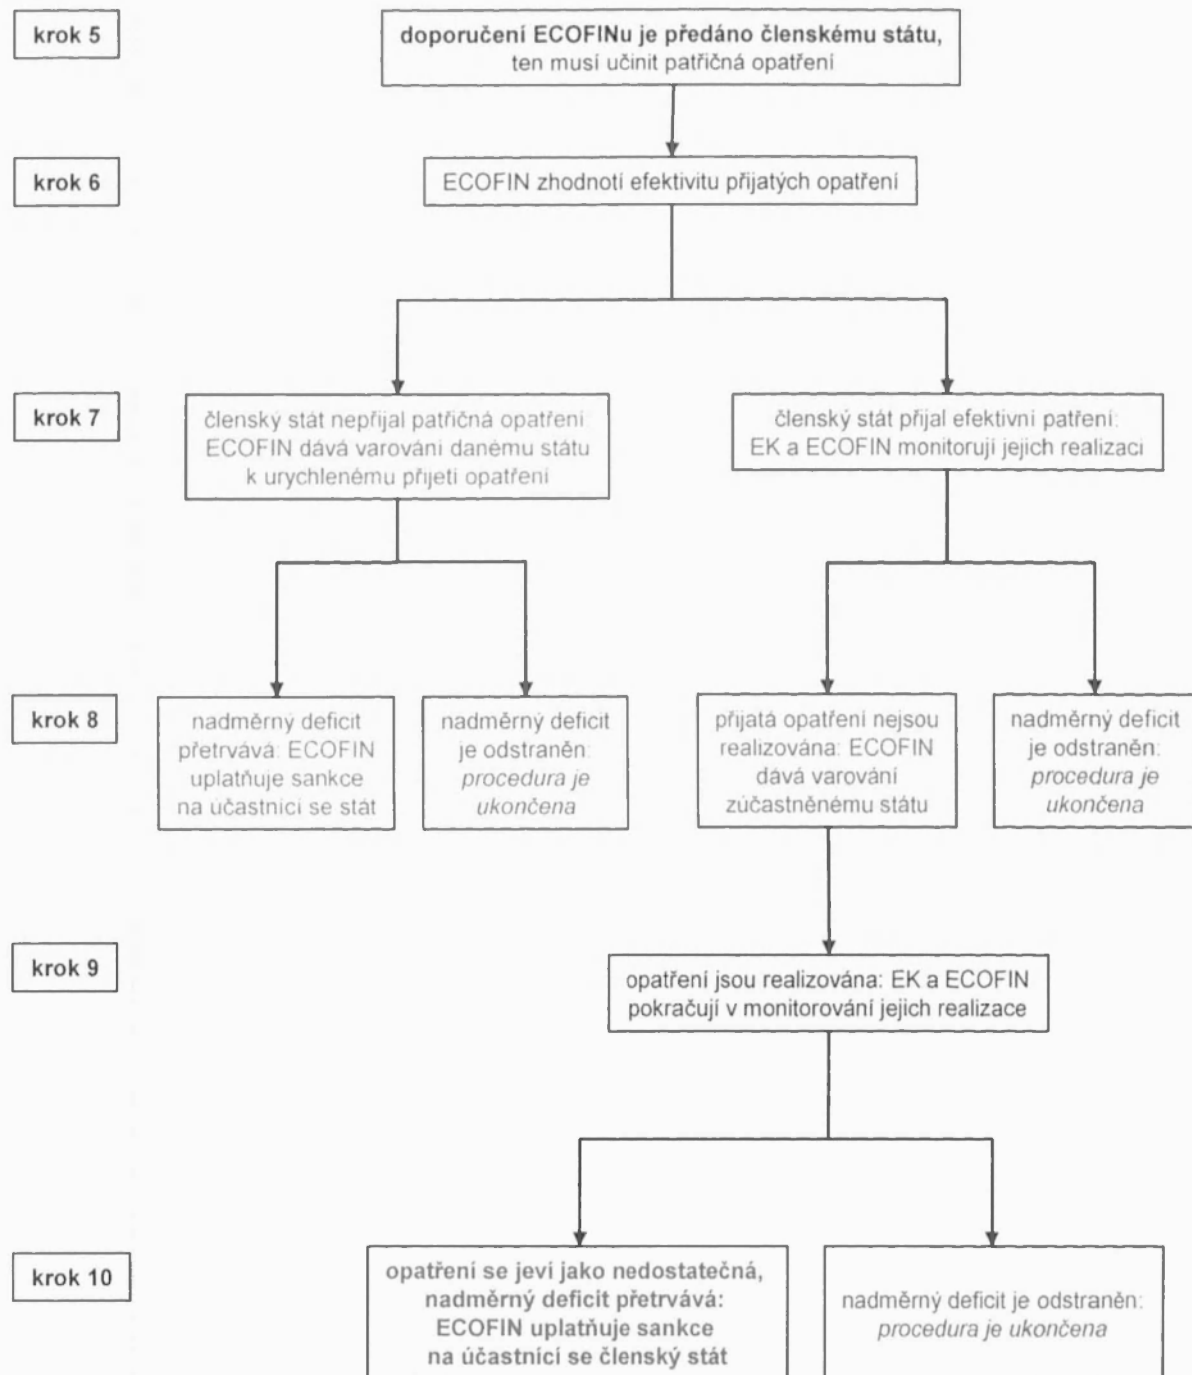 krok 5
doporučení ECOFINu je předáno členskému státu,
ten musí učinit patřičná opatření
krok 6
ECOFIN zhodnotí efektivitu přijatých opatření
krok 7
členský stát nepřijal patřičná opatření:
ECOFIN dává varování danému státu
k urychlenému přijetí opatření
členský stát přijal efektivní patření:
EK a ECOFIN monitorují jejich realizaci
krok 8
nadměrný deficit
přetrvává: ECOFIN
uplatňuje sankce
na účastnící se stát
nadměrný deficit
je odstraněn:
procedura je
ukončena
přijatá opatření nejsou
realizována: ECOFIN
dává varování
zúčastněnému státu
nadměrný deficit
je odstraněn:
procedura je
ukončena
krok 9
opatření jsou realizována: EK a ECOFIN
pokračují v monitorování jejich realizace
krok 10
opatření se jeví jako nedostatečná,
nadměrný deficit přetrvává:
ECOFIN uplatňuje sankce
na účastnící se členský stát
nadměrný deficit je odstraněn:
procedura je ukončena